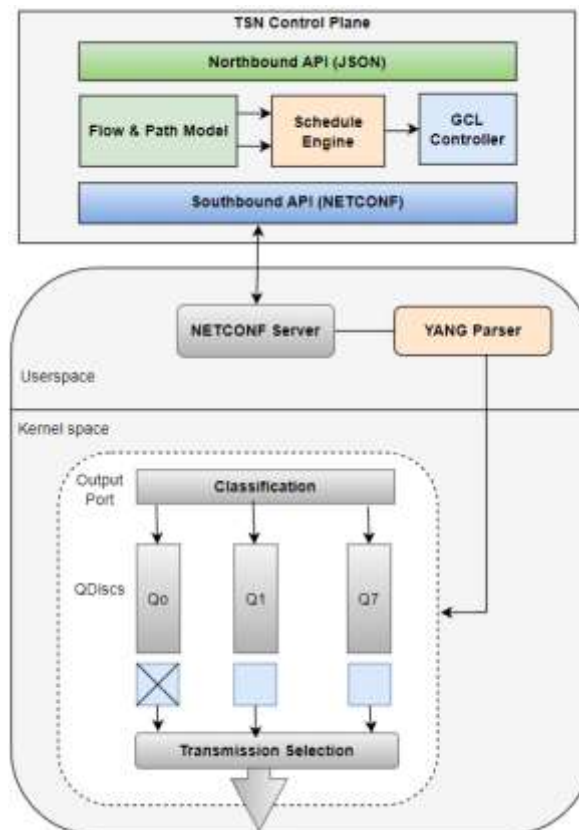 TSN Control Plane
Northbound API (JSON)
Flow & Path Model
Schedule
Engine
GCL
Controller
Southbound API (NETCONF)
NETCONF Server
YANG Parser
Userspace
Kernel space
Output
Port
Classification
QDiscs
Qo
Q1
Q7
Transmission Selection